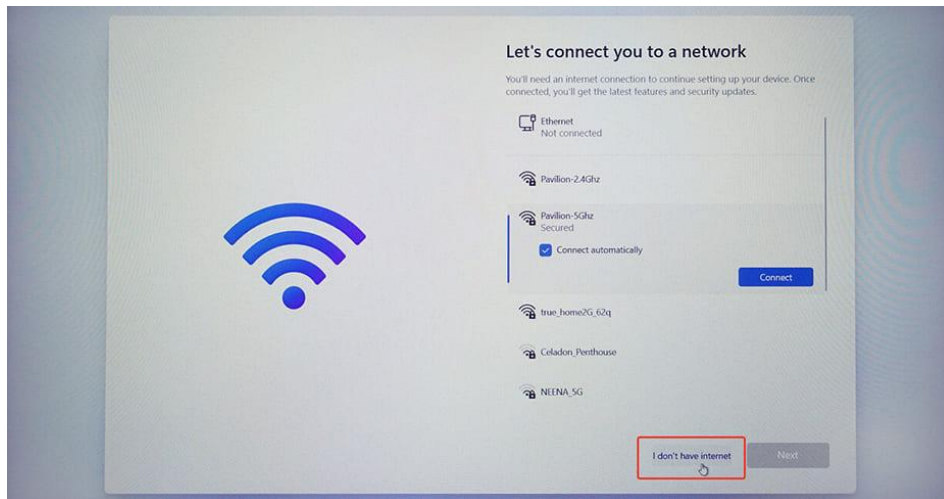 Let's connect you to a network
You'll need an internet connection to continue setting up your device. Once
connected, you'll get the latest features and security updates.
Ethernet
Not connected
Pavilion-2.4Ghz
Pavilion-5Ghz
Secured
Connect automatically
Connect
true_home2G_62q
Celadon_Penthouse
NEENA_5G
I don't have internet
Next